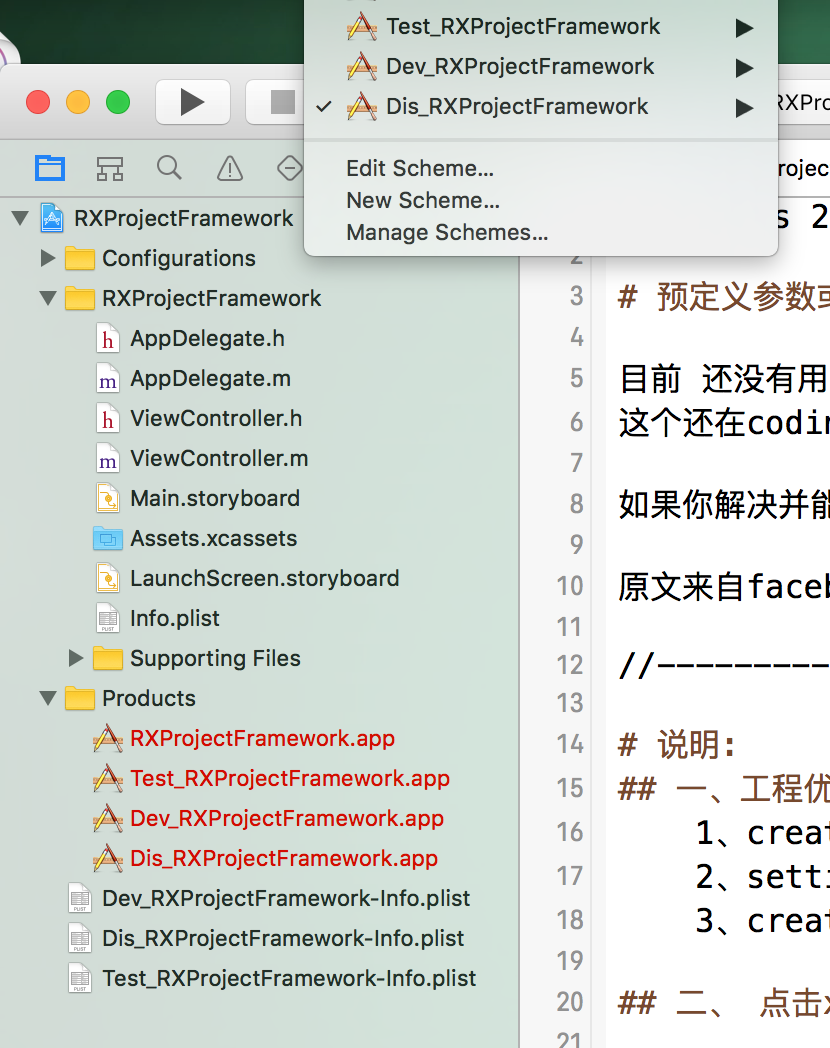 Test_RXProjectFramework
Dev_RXProjectFramework
Dis_RXProjectFramework
Edit Scheme...
New Scheme...
Manage Schemes...
RXProjectFramework
Configurations
RXProjectFramework
AppDelegate.h
AppDelegate.m
ViewController.h
ViewController.m
Main.storyboard
Assets.xcassets
LaunchScreen.storyboard
Info.plist
Supporting Files
Products
RXProjectFramework.app
Test_RXProjectFramework.app
Dev_RXProjectFramework.app
Dis_RXProjectFramework.app
Dev_RXProjectFramework-Info.plist
Dis_RXProjectFramework-Info.plist
Test_RXProjectFramework-Info.plist
RXPro
rojec
s 2
2
3 # 预定义参数或
4
5 目前 还没有用
6 这个还在codin
7
8 如果你解决并能
9
10 原文来自faceb
11
12 //---------
13
14 # 说明:
15 ## 一、工程优
16 1、creat
17 2、setti
18 3、creat
19
20 ## 二、 点击x
21